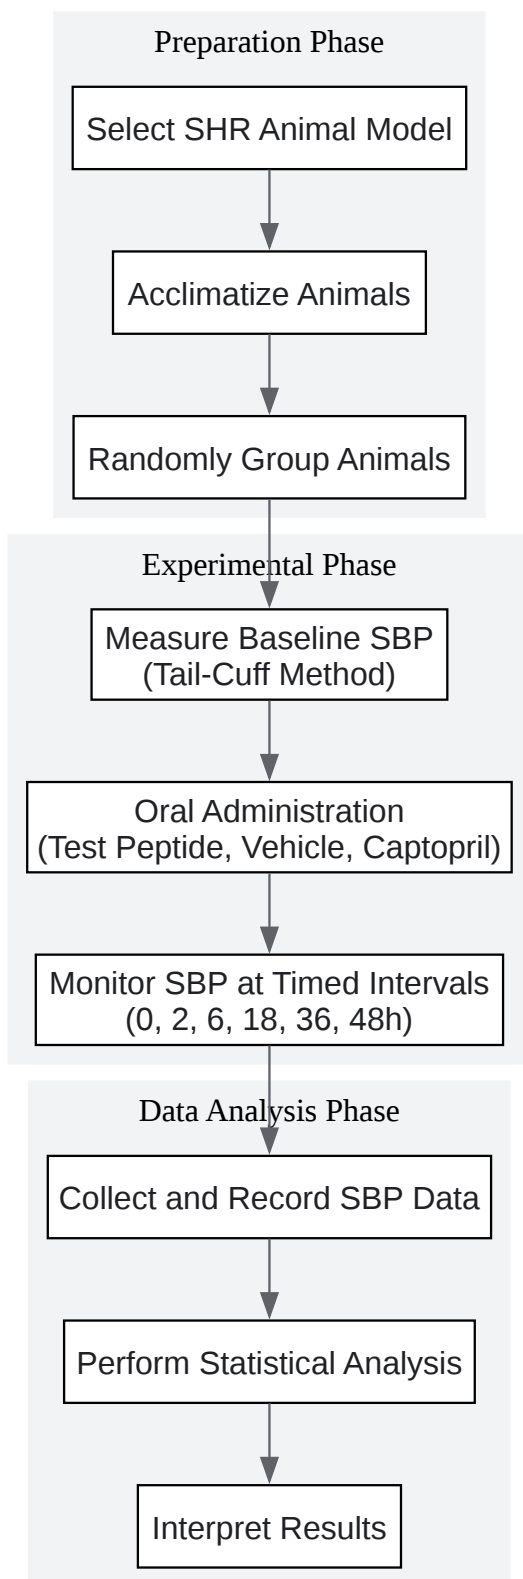 Preparation Phase
Select SHR Animal Model
Acclimatize Animals
Randomly Group Animals
Experimental Phase
Measure Baseline SBP
(Tail-Cuff Method)
Oral Administration
(Test Peptide, Vehicle, Captopril)
Monitor SBP at Timed Intervals
(0, 2, 6, 18, 36, 48h)
Data Analysis Phase
Collect and Record SBP Data
Perform Statistical Analysis
Interpret Results